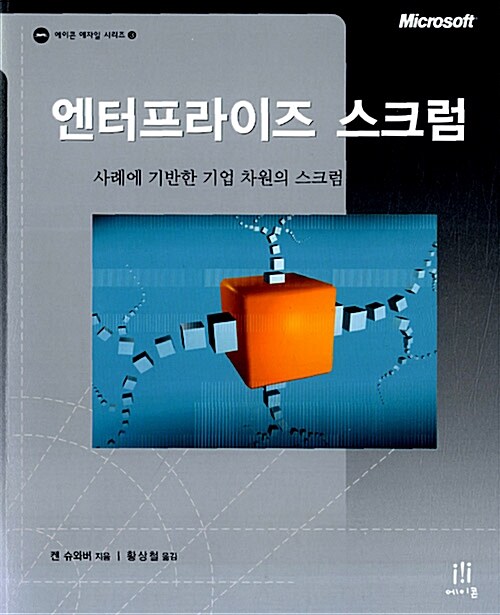 에이콘 애자일 시리즈 3
Microsoft
엔터프라이즈 스크럼
사례에 기반한 기업 차원의 스크럼
켄 슈와버 지음 | 황상철 옮김
에이콘